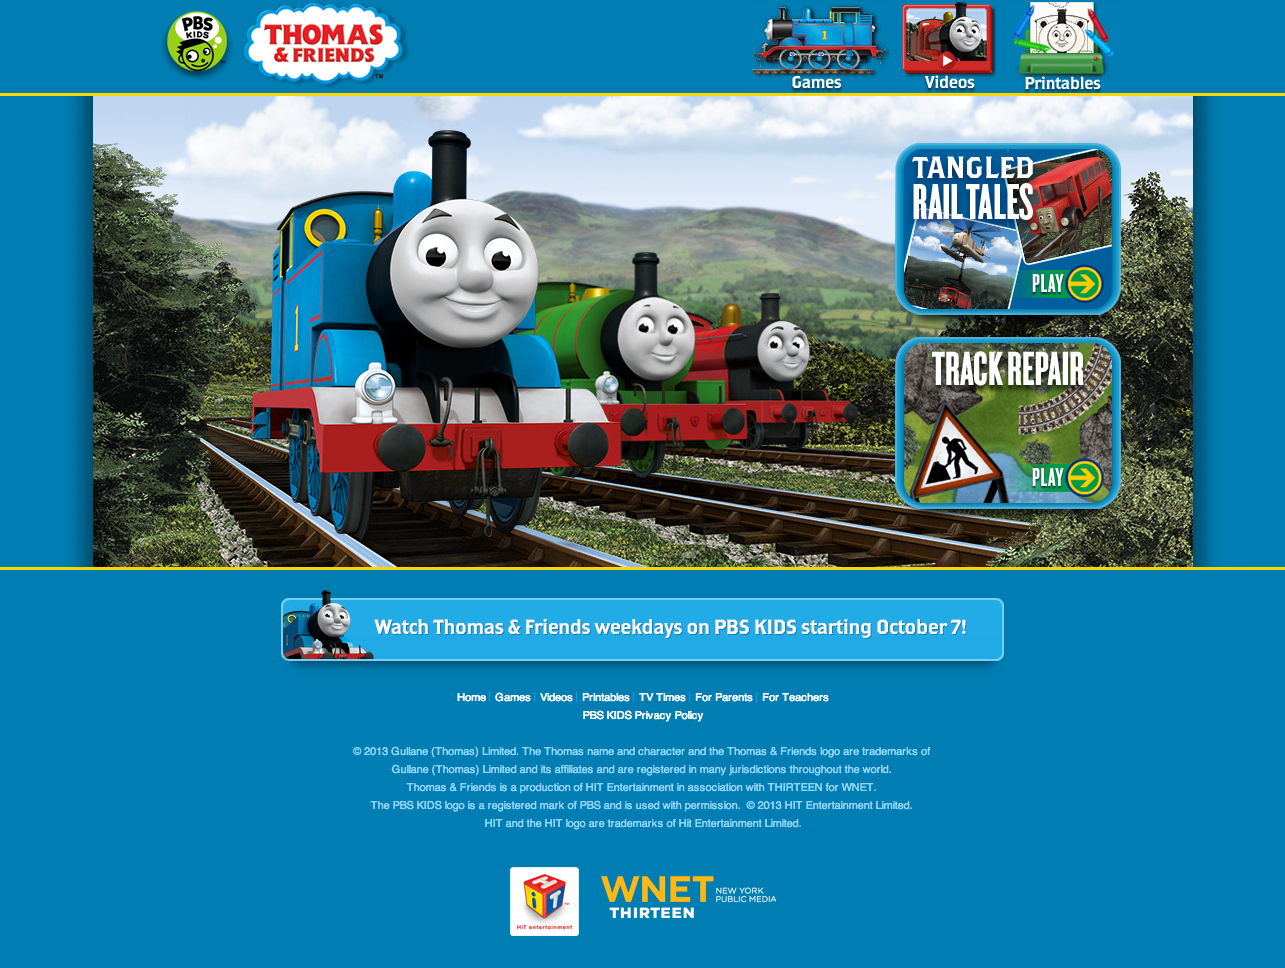 PBS
KIDS
THOMAS
& FRIENDS
TM
Games
Videos
Printables
1
TANGLED
RAIL TALES
PLAY
TRACK REPAIR
PLAY
Watch Thomas & Friends weekdays on PBS KIDS starting October 7!
Home Games Videos Printables TV Times For Parents For Teachers
PBS KIDS Privacy Policy
© 2013 Gullane (Thomas) Limited. The Thomas name and character and the Thomas & Friends logo are trademarks of
Gullane (Thomas) Limited and its affiliates and are registered in many jurisdictions throughout the world.
Thomas & Friends is a production of HIT Entertainment in association with THIRTEEN for WNET.
The PBS KIDS logo is a registered mark of PBS and is used with permission. © 2013 HIT Entertainment Limited.
HIT and the HIT logo are trademarks of Hit Entertainment Limited.
HiT
HiT entertainment
WNET
THIRTEEN
NEW YORK
PUBLIC MEDIA